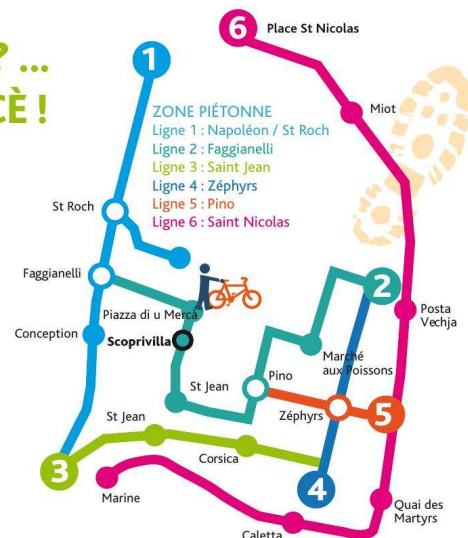 ? ...
CÈ !
6
Place St Nicolas
1
Miot
ZONE PIÉTONNE
Ligne 1 : Napoléon / St Roch
Ligne 2 : Faggianelli
Ligne 3 : Saint Jean
Ligne 4 : Zéphyrs
Ligne 5 : Pino
Ligne 6 : Saint Nicolas
St Roch
Faggianelli
2
Piazza di u Mercà
Posta
Vechja
Conception
Scoprivilla
Marché
aux Poissons
Pino
St Jean
Zéphyrs
5
St Jean
Corsica
3
4
Marine
Quai des
Martyrs
Caletta